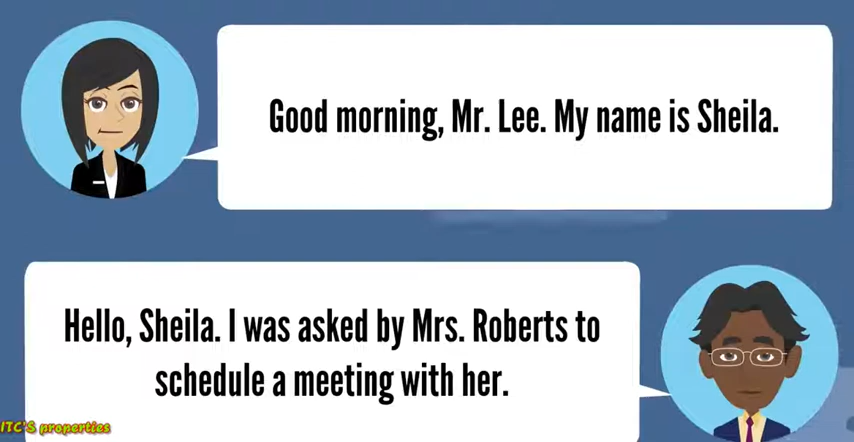 Good morning, Mr. Lee. My name is Sheila.
Hello, Sheila. I was asked by Mrs. Roberts to
schedule a meeting with her.
ITC'S properties